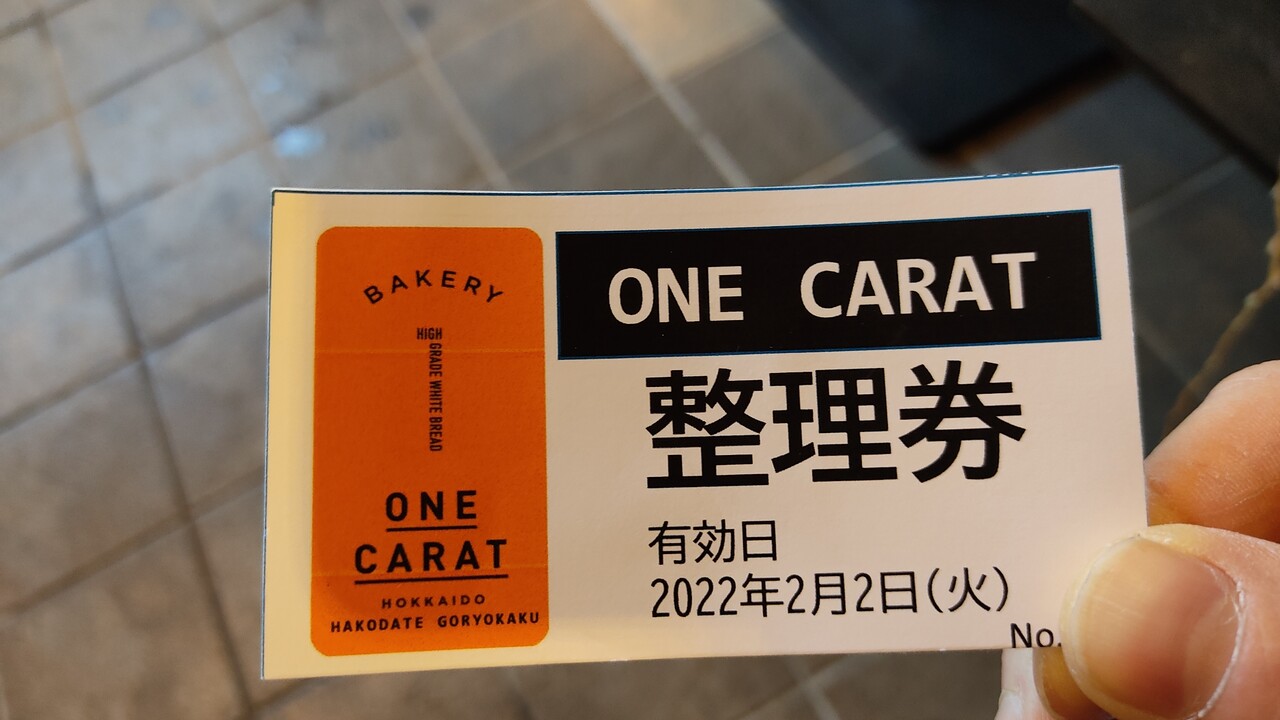 BAKERY
HIGH GRADE WHITE BREAD
ONE
CARAT
HOKKAIDO
HAKODATE GORYOKAKU
ONE CARAT
整理券
有効日
2022年2月2日(火)
No.